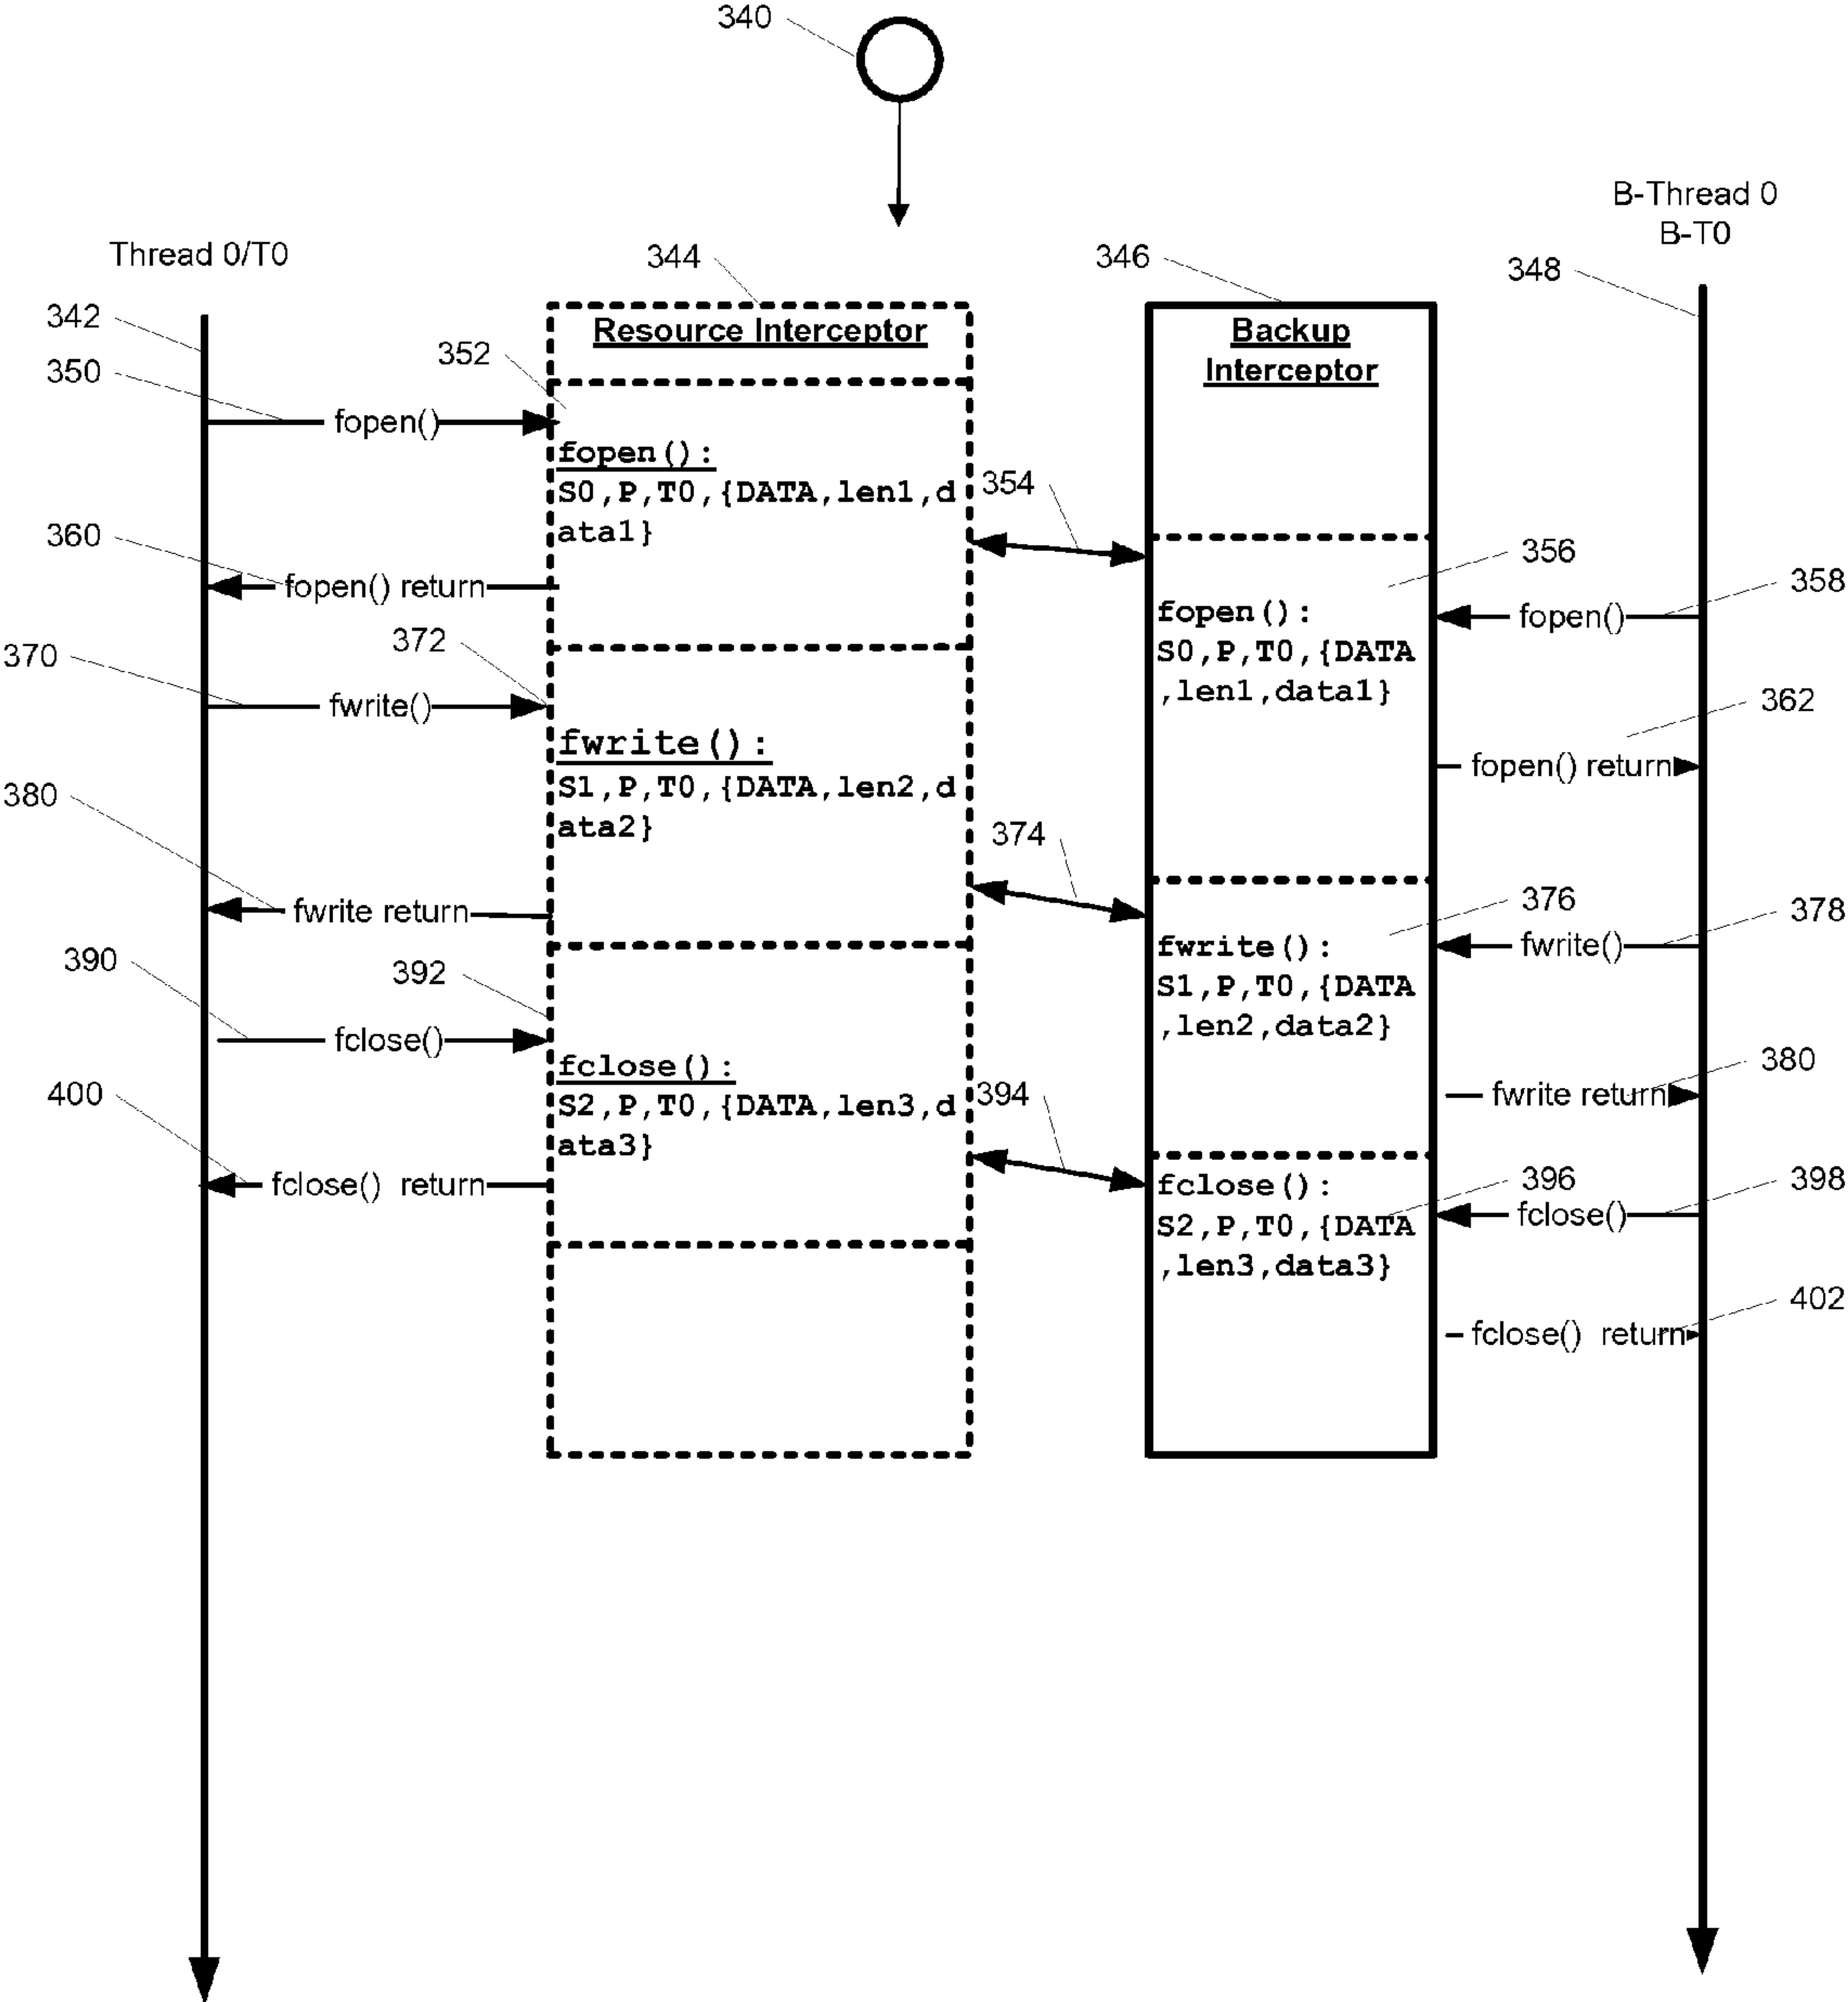 340
B-Thread 0
B-T0
Thread 0/T0
344
346
348
342
Resource Interceptor
Backup
Interceptor
350
352
fopen()
fopen():
S0,P,T0,{DATA,len1,d
ata1}
354
360
fopen() return
356
358
fopen()
fopen():
S0,P,T0,{DATA
,len1,data1}
362
fopen() return
370
372
fwrite()
fwrite():
S1,P,T0,{DATA,len2,d
ata2}
374
380
fwrite return
376
378
fwrite()
fwrite():
S1,P,T0,{DATA
,len2,data2}
380
fwrite return
390
392
fclose()
fclose():
S2,P,T0,{DATA,len3,d
ata3}
394
400
fclose() return
396
398
fclose()
fclose():
S2,P,T0,{DATA
,len3,data3}
402
fclose() return